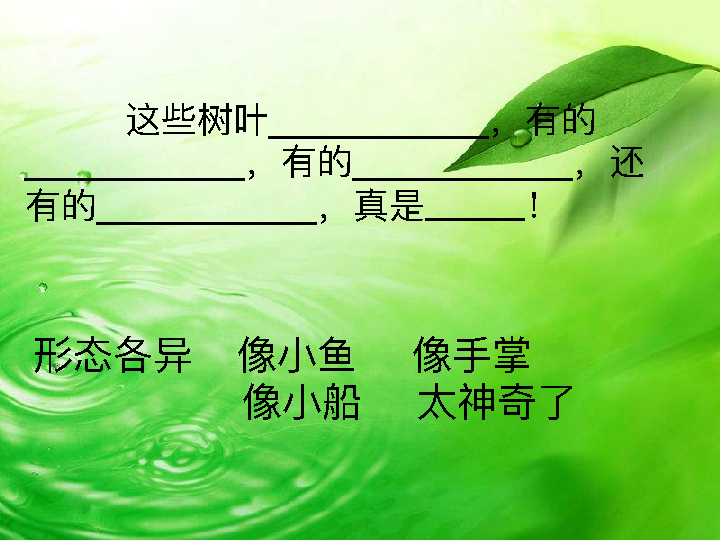 这些树叶____________，有的
____________，有的____________，还
有的____________，真是______！
形态各异 像小鱼 像手掌
像小船 太神奇了